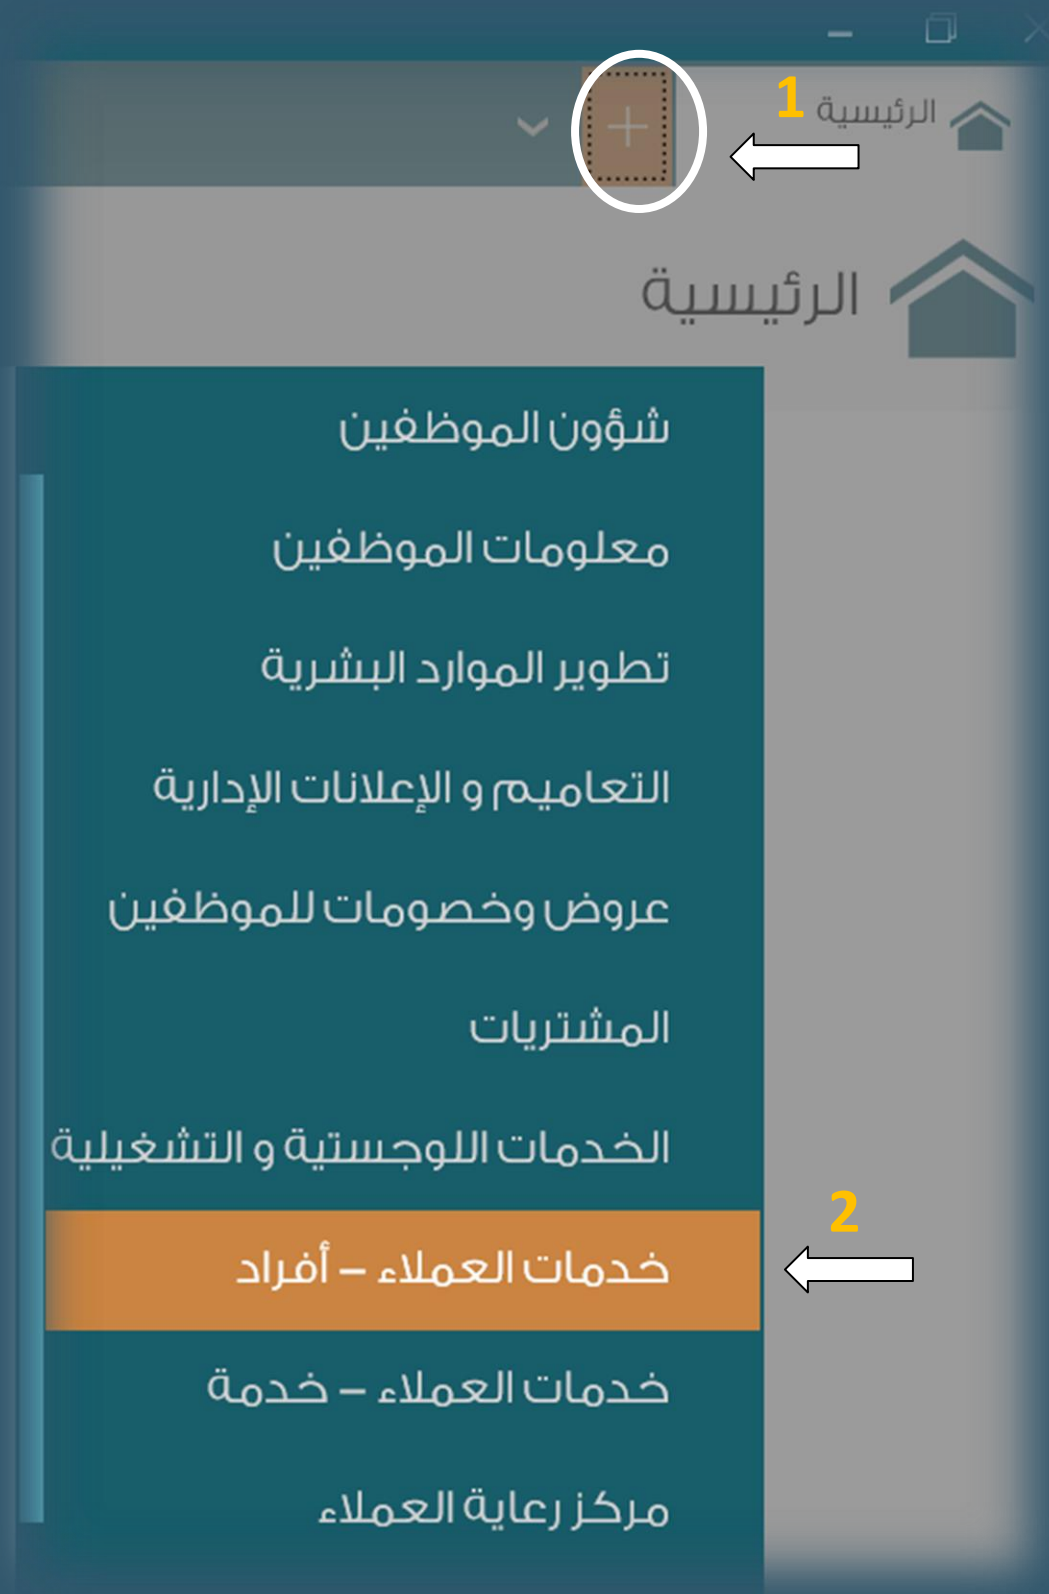 الرئيسية
1
الرئيسية
شؤون الموظفين
معلومات الموظفين
تطوير الموارد البشرية
التعاميم و الإعلانات الإدارية
عروض وخصومات للموظفين
المشتريات
الخدمات اللوجستية و التشغيلية
2
خدمات العملاء – أفراد
خدمات العملاء – خدمة
مركز رعاية العملاء